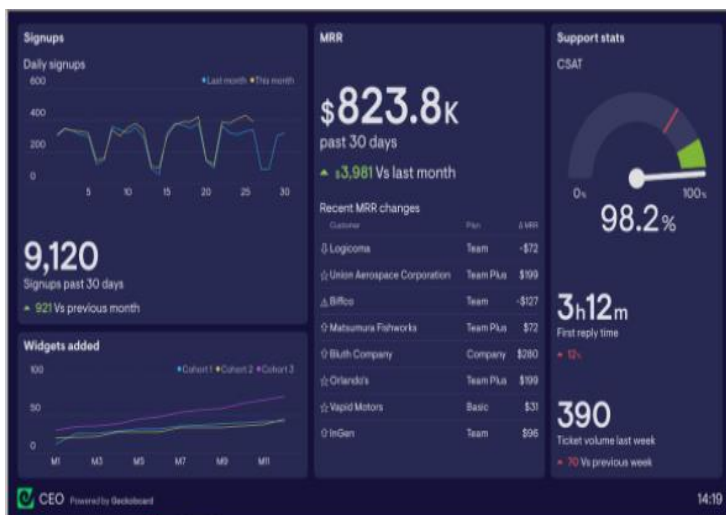 Signups
Daily signups
600
Last month This month
400
200
0
5 10 15 20 25 30
9,120
Signups past 30 days
921 Vs previous month
Widgets added
100
Cohort 1 Cohort 2 Cohort 3
50
0
M1 M3 M5 M7 M9 M11
MRR
$823.8K
past 30 days
$3,981 Vs last month
Recent MRR changes
Customer Plan Δ MRR
Logicoma Team -$72
Union Aerospace Corporation Team Plus $199
Biffco Team -$127
Matsumura Fishworks Team Plus $72
Bluth Company Company $280
Orlando's Team Plus $199
Vapid Motors Basic $31
InGen Team $96
Support stats
CSAT
0% 100%
98.2%
3h12m
First reply time
12%
390
Ticket volume last week
70 Vs previous week
CEO Powered by Geckoboard
14:19